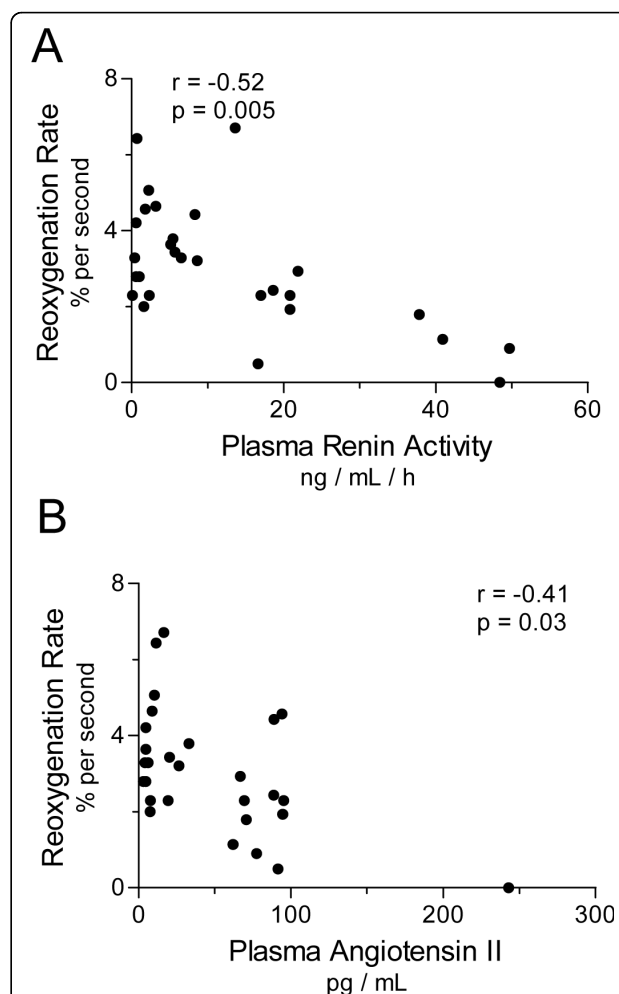 A
r = -0.52
p = 0.005
Reoxygenation Rate
% per second
8
4
0
0 20 40 60
Plasma Renin Activity
ng / mL / h
B
r = -0.41
p = 0.03
Reoxygenation Rate
% per second
8
4
0
0 100 200 300
Plasma Angiotensin II
pg / mL